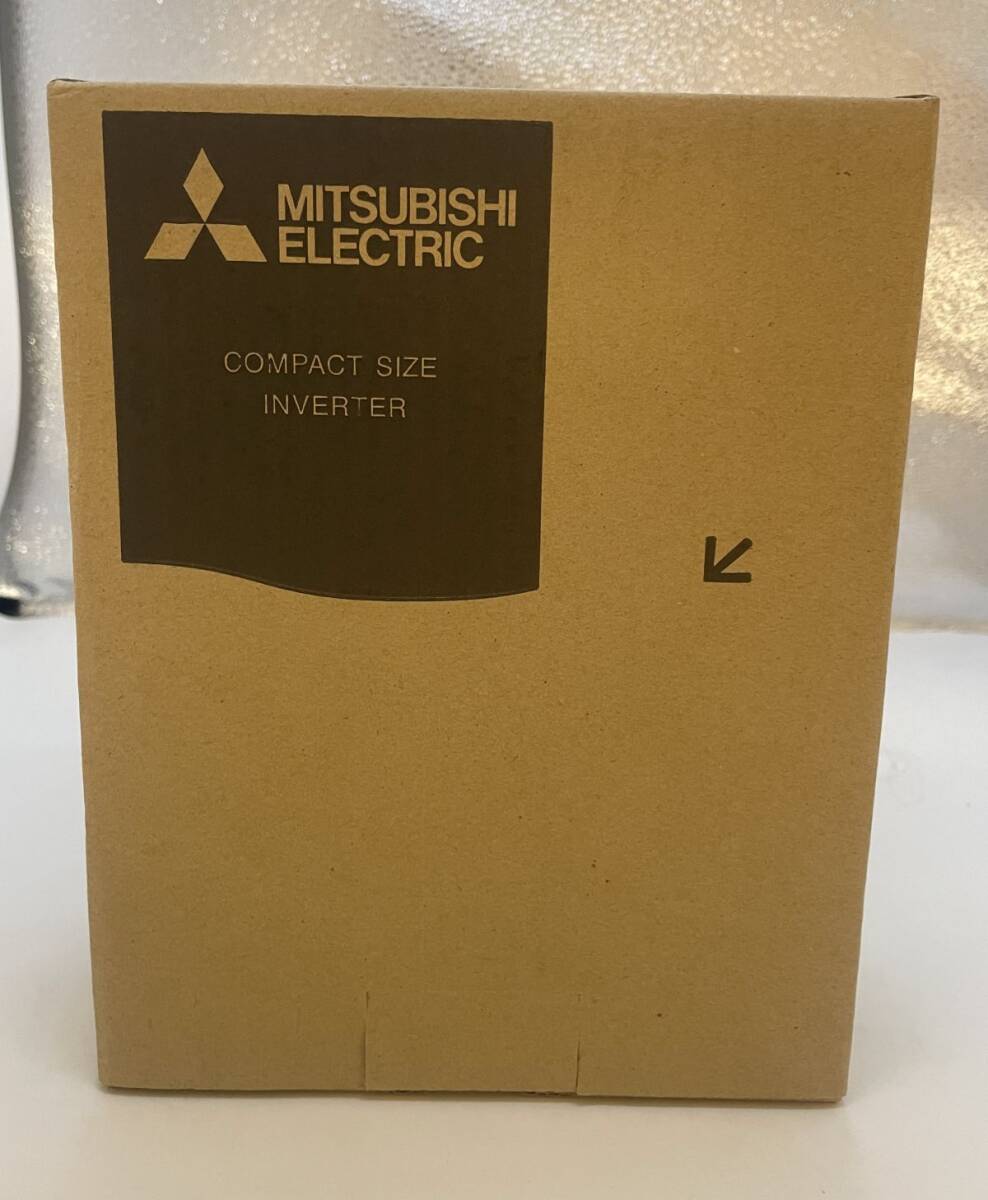 MITSUBISHI
ELECTRIC
COMPACT SIZE
INVERTER